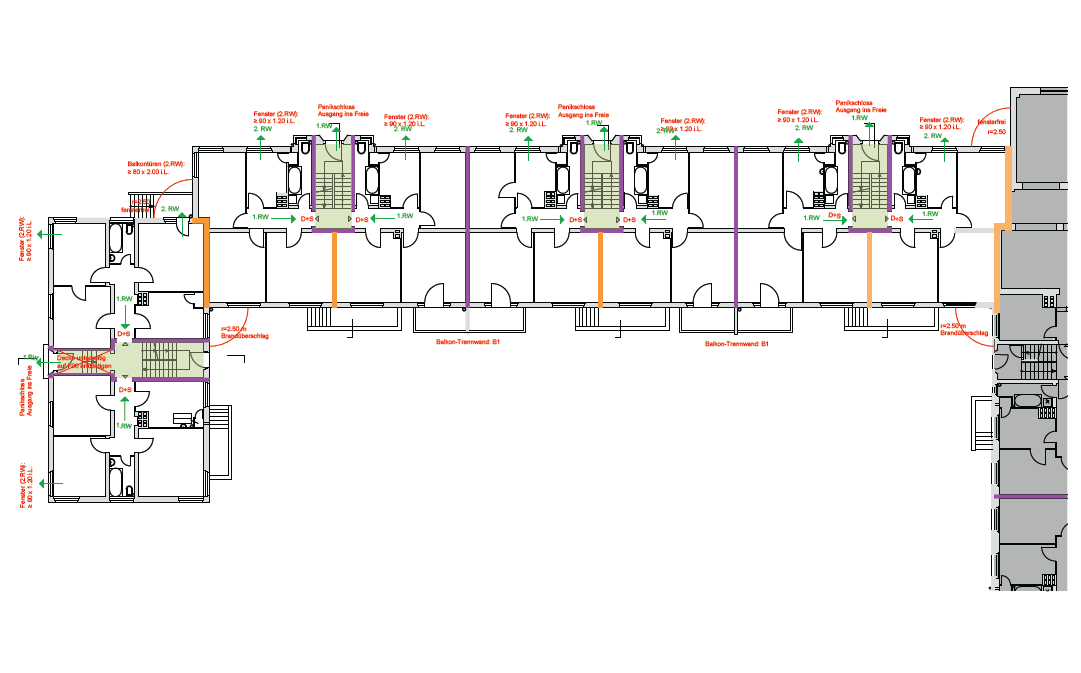 Panikschloss
Ausgang ins Freie
1.RW
Fenster (2.RW):
≥ 90 x 1.20 i.L.
2. RW
Fenster (2.RW):
≥ 90 x 1.20 i.L.
2. RW
Panikschloss
Ausgang ins Freie
1.RW
Fenster (2.RW):
≥ 90 x 1.20 i.L.
2. RW
Fenster (2.RW):
≥ 90 x 1.20 i.L.
2. RW
Panikschloss
Ausgang ins Freie
1.RW
Fenster (2.RW):
≥ 90 x 1.20 i.L.
2. RW
Fenster (2.RW):
≥ 90 x 1.20 i.L.
2. RW
fensterfrei
r=2.50
Balkontüren (2.RW):
≥ 80 x 2.00 i.L.
r=2.50
2. RW
1.RW
D+S
D+S
1.RW
1.RW
D+S
D+S
1.RW
1.RW
D+S
D+S
1.RW
Fenster (2.RW):
≥ 90 x 1.20 i.L.
1.RW
D+S
r=2.50 m
Brandüberschlag
Balkon-Trennwand: B1
Balkon-Trennwand: B1
r=2.50 m
Brandüberschlag
1.RW
Panikschloss
Ausgang ins Freie
D+S
1.RW
Fenster (2.RW):
≥ 90 x 1.20 i.L.